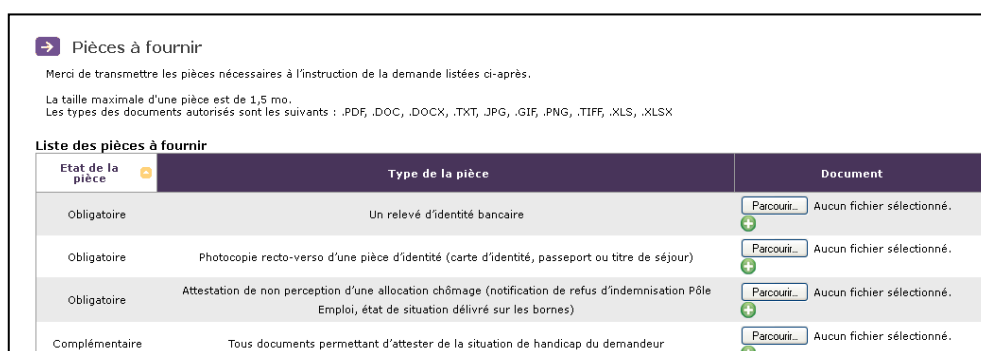 Pièces à fournir
Merci de transmettre les pièces nécessaires à l'instruction de la demande listées ci-après.
La taille maximale d'une pièce est de 1,5 mo.
Les types des documents autorisés sont les suivants : .PDF, .DOC, .DOCX, .TXT, .JPG, .GIF, .PNG, .TIFF, .XLS, .XLSX
Liste des pièces à fournir
Etat de la pièce Type de la pièce Document
Obligatoire Un relevé d'identité bancaire Parcourir... Aucun fichier sélectionné.
Obligatoire Photocopie recto-verso d'une pièce d'identité (carte d'identité, passeport ou titre de séjour) Parcourir... Aucun fichier sélectionné.
Obligatoire Attestation de non perception d'une allocation chômage (notification de refus d'indemnisation Pôle
Emploi, état de situation délivré sur les bornes) Parcourir... Aucun fichier sélectionné.
Complémentaire Tous documents permettant d'attester de la situation de handicap du demandeur Parcourir... Aucun fichier sélectionné.